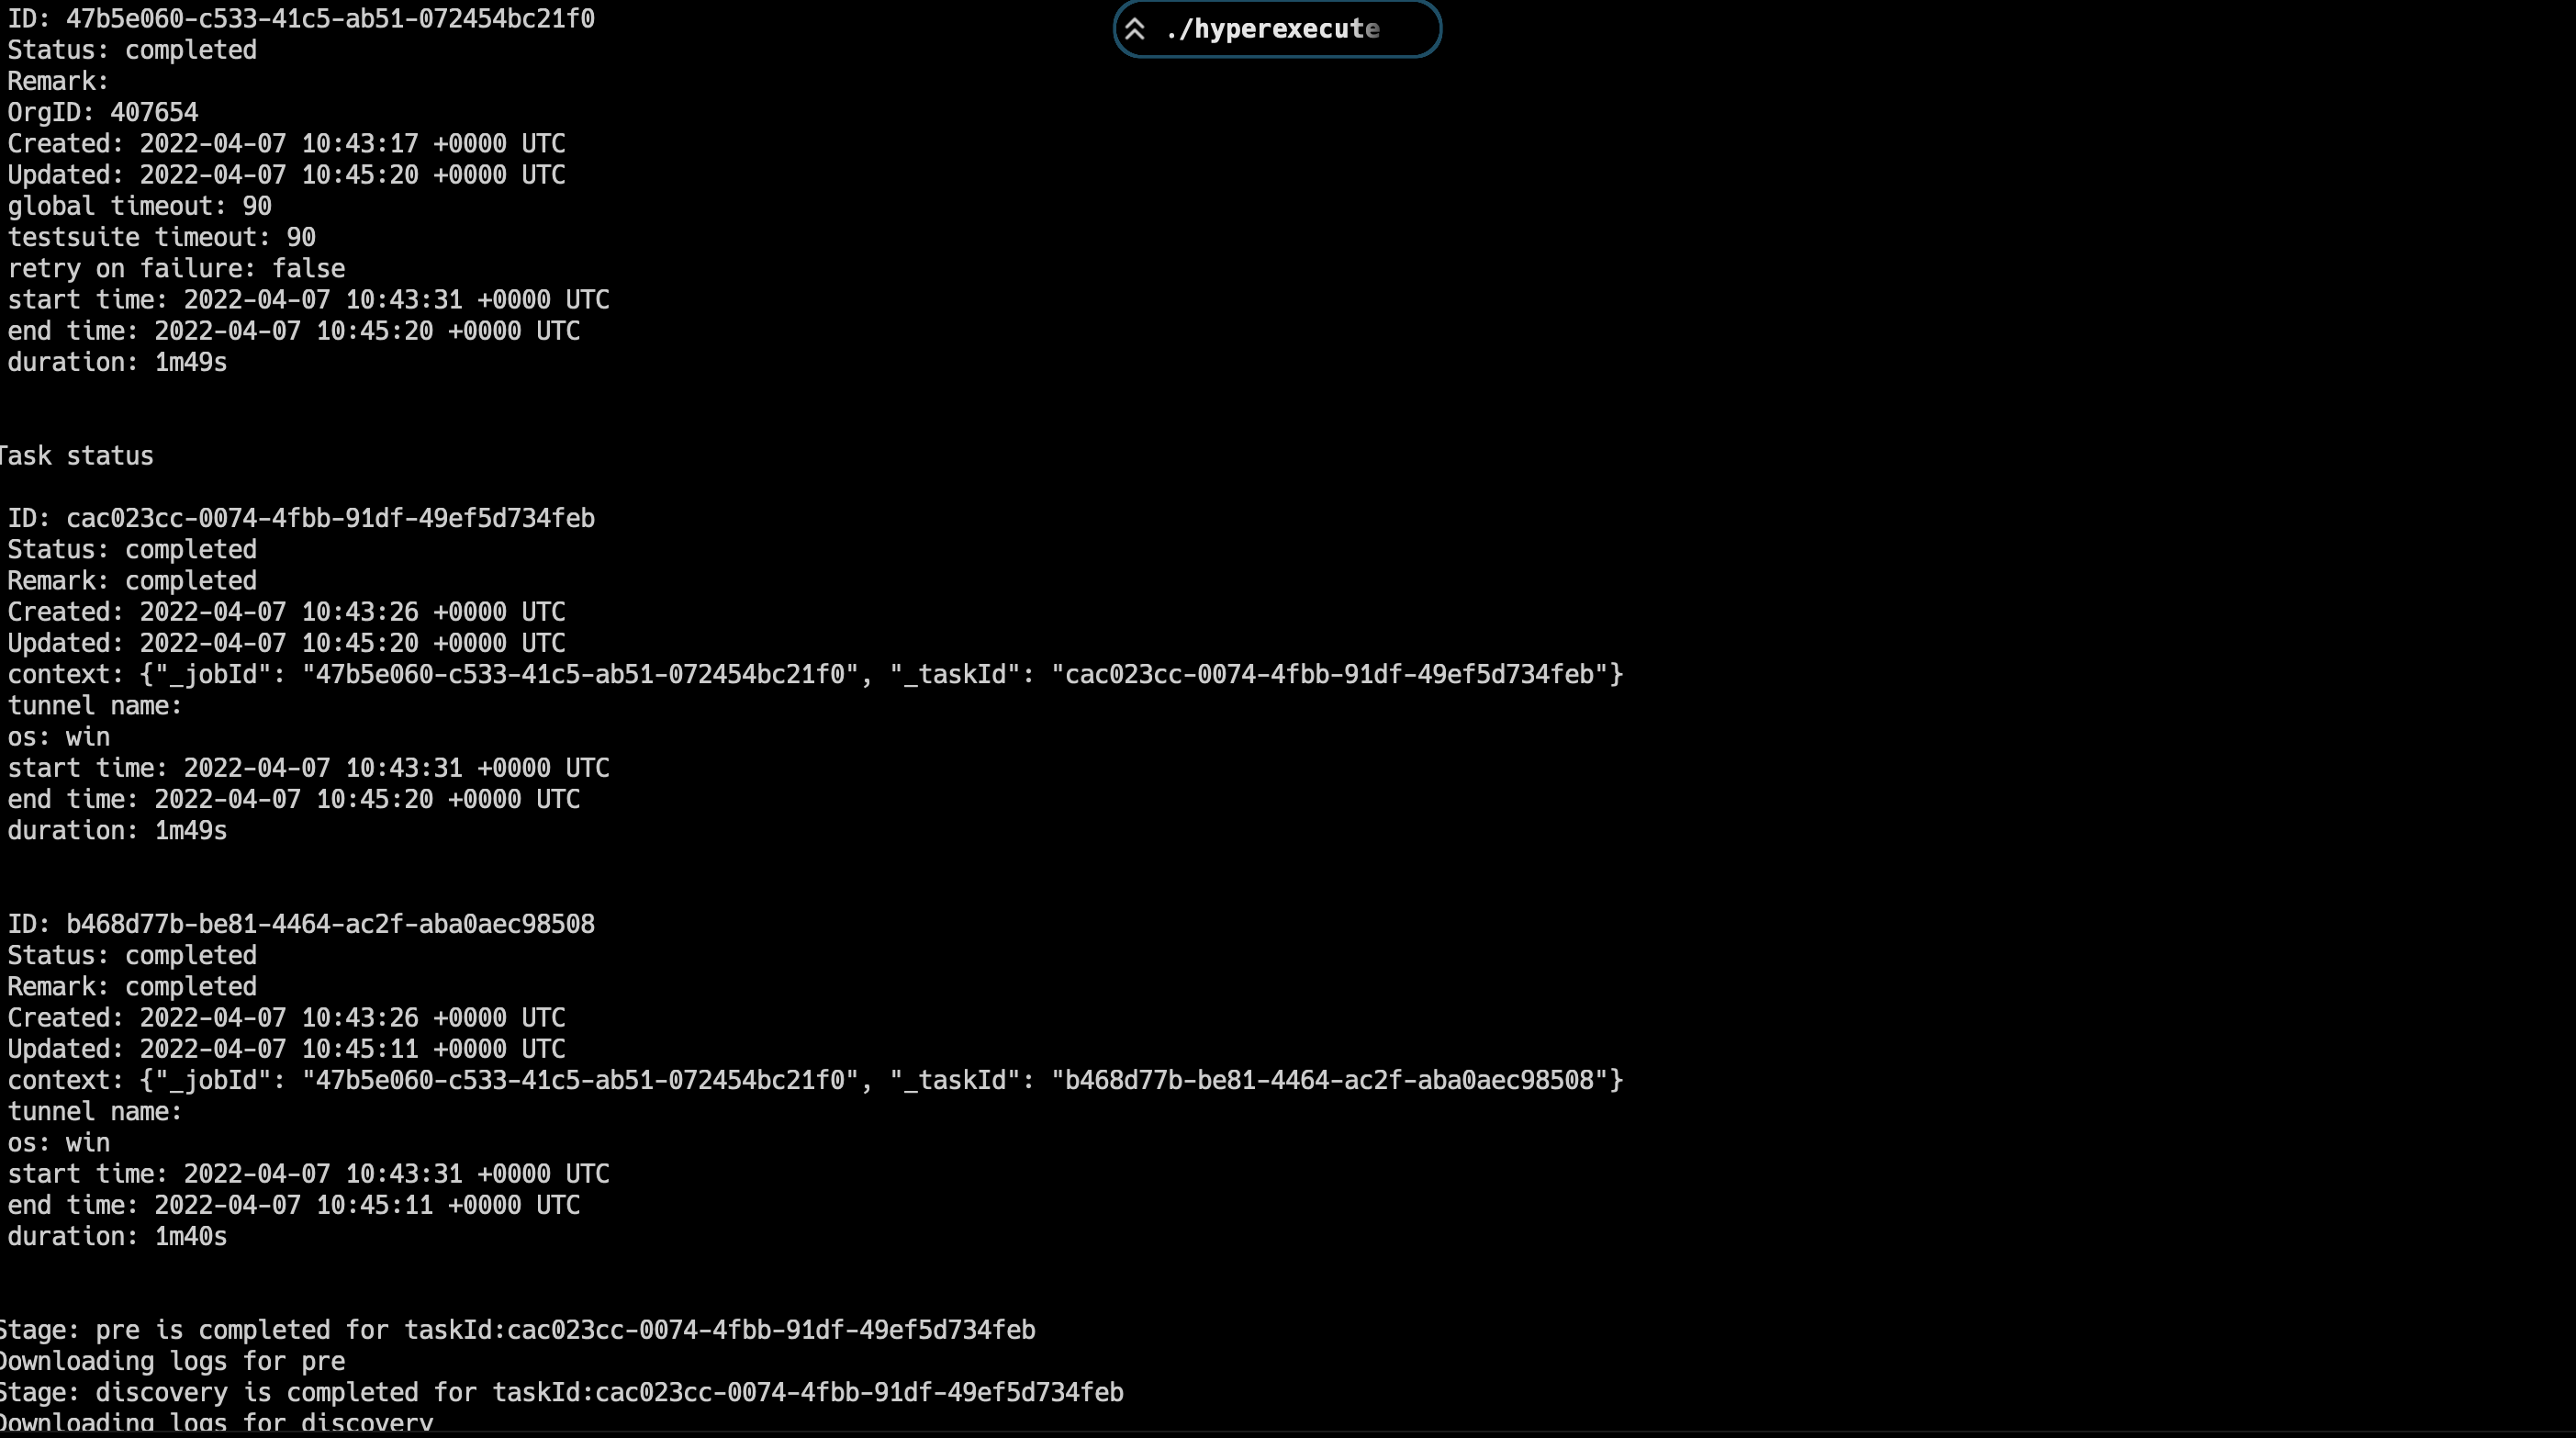 ID: 47b5e060-c533-41c5-ab51-072454bc21f0
./hyperexecute
Status: completed
Remark:
OrgID: 407654
Created: 2022-04-07 10:43:17 +0000 UTC
Updated: 2022-04-07 10:45:20 +0000 UTC
global timeout: 90
testsuite timeout: 90
retry on failure: false
start time: 2022-04-07 10:43:31 +0000 UTC
end time: 2022-04-07 10:45:20 +0000 UTC
duration: 1m49s
Task status
ID: cac023cc-0074-4fbb-91df-49ef5d734feb
Status: completed
Remark: completed
Created: 2022-04-07 10:43:26 +0000 UTC
Updated: 2022-04-07 10:45:20 +0000 UTC
context: {"_jobId": "47b5e060-c533-41c5-ab51-072454bc21f0", "_taskId": "cac023cc-0074-4fbb-91df-49ef5d734feb"}
tunnel name:
os: win
start time: 2022-04-07 10:43:31 +0000 UTC
end time: 2022-04-07 10:45:20 +0000 UTC
duration: 1m49s
ID: b468d77b-be81-4464-ac2f-aba0aec98508
Status: completed
Remark: completed
Created: 2022-04-07 10:43:26 +0000 UTC
Updated: 2022-04-07 10:45:11 +0000 UTC
context: {"_jobId": "47b5e060-c533-41c5-ab51-072454bc21f0", "_taskId": "b468d77b-be81-4464-ac2f-aba0aec98508"}
tunnel name:
os: win
start time: 2022-04-07 10:43:31 +0000 UTC
end time: 2022-04-07 10:45:11 +0000 UTC
duration: 1m40s
Stage: pre is completed for taskId:cac023cc-0074-4fbb-91df-49ef5d734feb
Downloading logs for pre
Stage: discovery is completed for taskId:cac023cc-0074-4fbb-91df-49ef5d734feb
Downloading logs for discovery